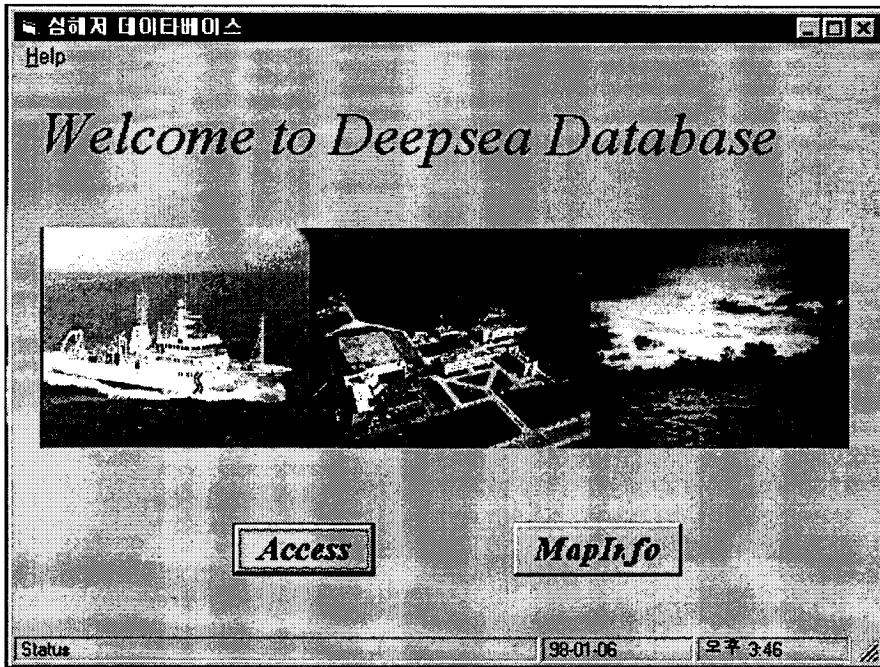 심해저 데이타베이스
Help
Welcome to Deepsea Database
Access
MapInfo
Status
98-01-06
오후 3:46